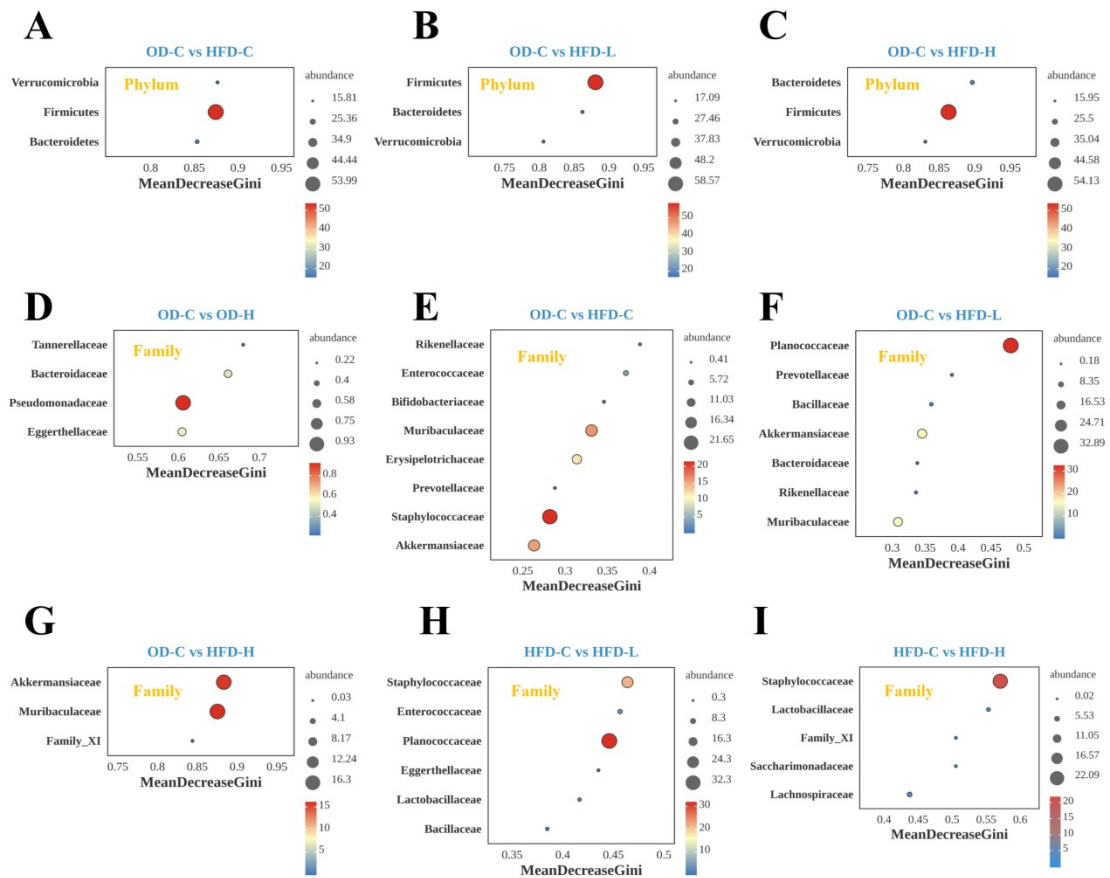 A
OD-C vs HFD-C
Phylum
Verrucomicrobia
Firmicutes
Bacteroidetes
0.8 0.85 0.9 0.95
MeanDecreaseGini
abundance
15.81
25.36
34.9
44.44
53.99
50
40
30
20
B
OD-C vs HFD-L
Phylum
Firmicutes
Bacteroidetes
Verrucomicrobia
0.75 0.8 0.85 0.9 0.95
MeanDecreaseGini
abundance
17.09
27.46
37.83
48.2
58.57
50
40
30
20
C
OD-C vs HFD-H
Phylum
Bacteroidetes
Firmicutes
Verrucomicrobia
0.75 0.8 0.85 0.9 0.95
MeanDecreaseGini
abundance
15.95
25.5
35.04
44.58
54.13
50
40
30
20
D
OD-C vs OD-H
Family
Tannerellaceae
Bacteroidaceae
Pseudomonadaceae
Eggerthellaceae
0.55 0.6 0.7
MeanDecreaseGini
abundance
0.22
0.4
0.58
0.75
0.93
0.8
0.6
0.4
E
OD-C vs HFD-C
Family
Rikenellaceae
Enterococcaceae
Bifidobacteriaceae
Muribaculaceae
Erysipelotrichaceae
Prevotellaceae
Staphylococcaceae
Akkermansiaceae
0.25 0.3 0.35 0.4
MeanDecreaseGini
abundance
0.41
5.72
11.03
16.34
21.65
20
15
10
5
F
OD-C vs HFD-L
Family
Planococcaceae
Prevotellaceae
Bacillaceae
Akkermansiaceae
Bacteroidaceae
Rikenellaceae
Muribaculaceae
0.3 0.35 0.4 0.45 0.5
MeanDecreaseGini
abundance
0.18
8.35
16.53
24.71
32.89
30
20
10
G
OD-C vs HFD-H
Family
Akkermansiaceae
Muribaculaceae
Family_XI
0.75 0.8 0.85 0.9 0.95
MeanDecreaseGini
abundance
0.03
4.1
8.17
12.24
16.3
15
10
5
H
HFD-C vs HFD-L
Family
Staphylococcaceae
Enterococcaceae
Planococcaceae
Eggerthellaceae
Lactobacillaceae
Bacillaceae
0.35 0.4 0.45 0.5
MeanDecreaseGini
abundance
0.3
8.3
16.3
24.3
32.3
30
20
10
I
HFD-C vs HFD-H
Family
Staphylococcaceae
Lactobacillaceae
Family_XI
Saccharimonadaceae
Lachnospiraceae
0.4 0.45 0.5 0.55 0.6
MeanDecreaseGini
abundance
0.02
5.53
11.05
16.57
22.09
20
15
10
5